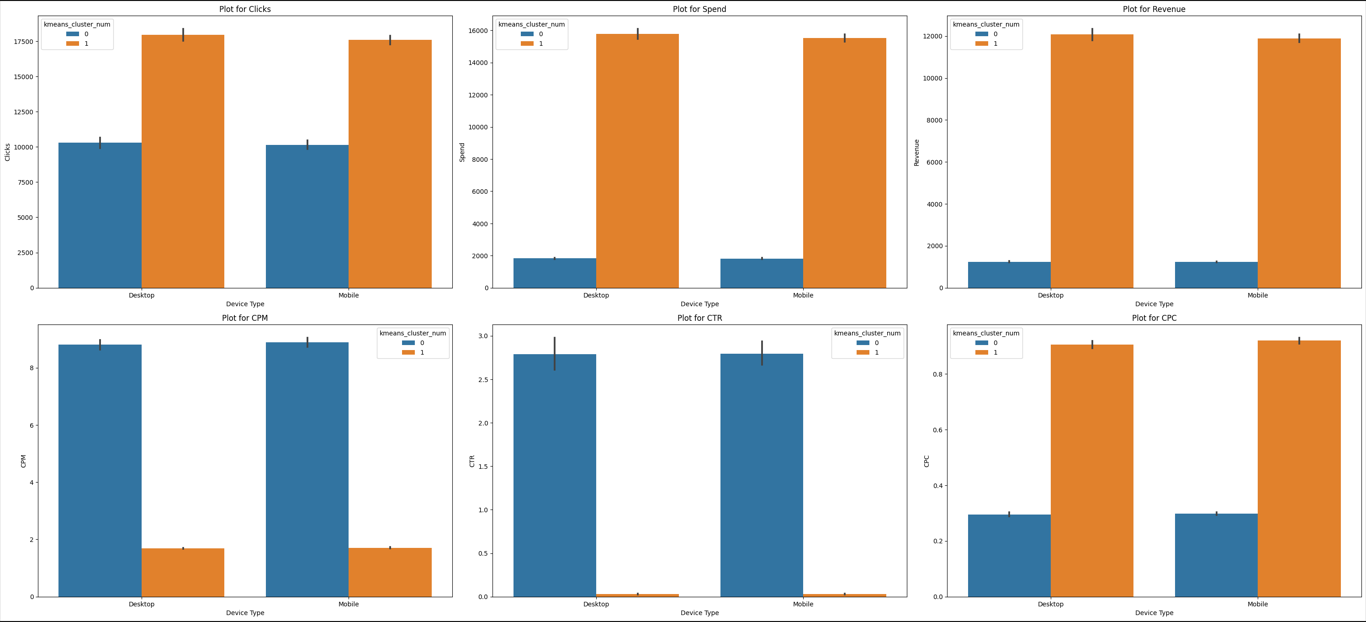 Plot for Clicks
kmeans_cluster_num
0
1
17500
15000
12500
10000
7500
5000
2500
0
Clicks
Desktop
Mobile
Device Type
Plot for Spend
kmeans_cluster_num
0
1
16000
14000
12000
10000
8000
6000
4000
2000
0
Spend
Desktop
Mobile
Device Type
Plot for Revenue
kmeans_cluster_num
0
1
12000
10000
8000
6000
4000
2000
0
Revenue
Desktop
Mobile
Device Type
Plot for CPM
kmeans_cluster_num
0
1
8
6
4
2
0
CPM
Desktop
Mobile
Device Type
Plot for CTR
kmeans_cluster_num
0
1
3.0
2.5
2.0
1.5
1.0
0.5
0.0
CTR
Desktop
Mobile
Device Type
Plot for CPC
kmeans_cluster_num
0
1
0.8
0.6
0.4
0.2
0.0
CPC
Desktop
Mobile
Device Type